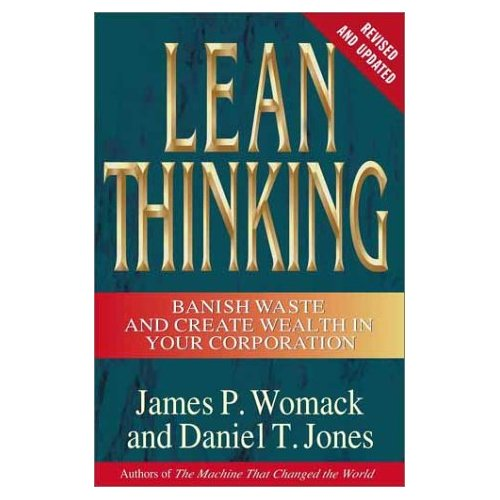 REVISED
AND UPDATED
LEAN
THINKING
BANISH WASTE
AND CREATE WEALTH IN
YOUR CORPORATION
James P. Womack
and Daniel T. Jones
Authors of The Machine That Changed the World